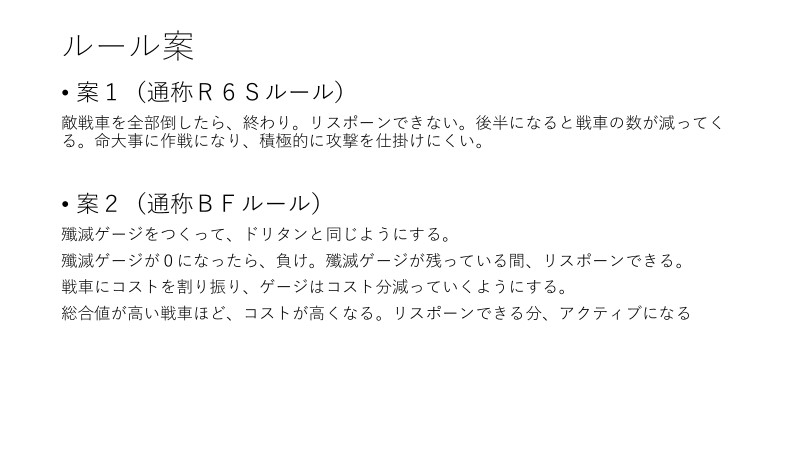 ルール案
• 案１（通称Ｒ６Ｓルール）
敵戦車を全部倒したら、終わり。リスポーンできない。後半になると戦車の数が減ってく
る。命大事に作戦になり、積極的に攻撃を仕掛けにくい。
• 案２（通称ＢＦルール）
殲滅ゲージをつくって、ドリタンと同じようにする。
殲滅ゲージが０になったら、負け。殲滅ゲージが残っている間、リスポーンできる。
戦車にコストを割り振り、ゲージはコスト分減っていくようにする。
総合値が高い戦車ほど、コストが高くなる。リスポーンできる分、アクティブになる